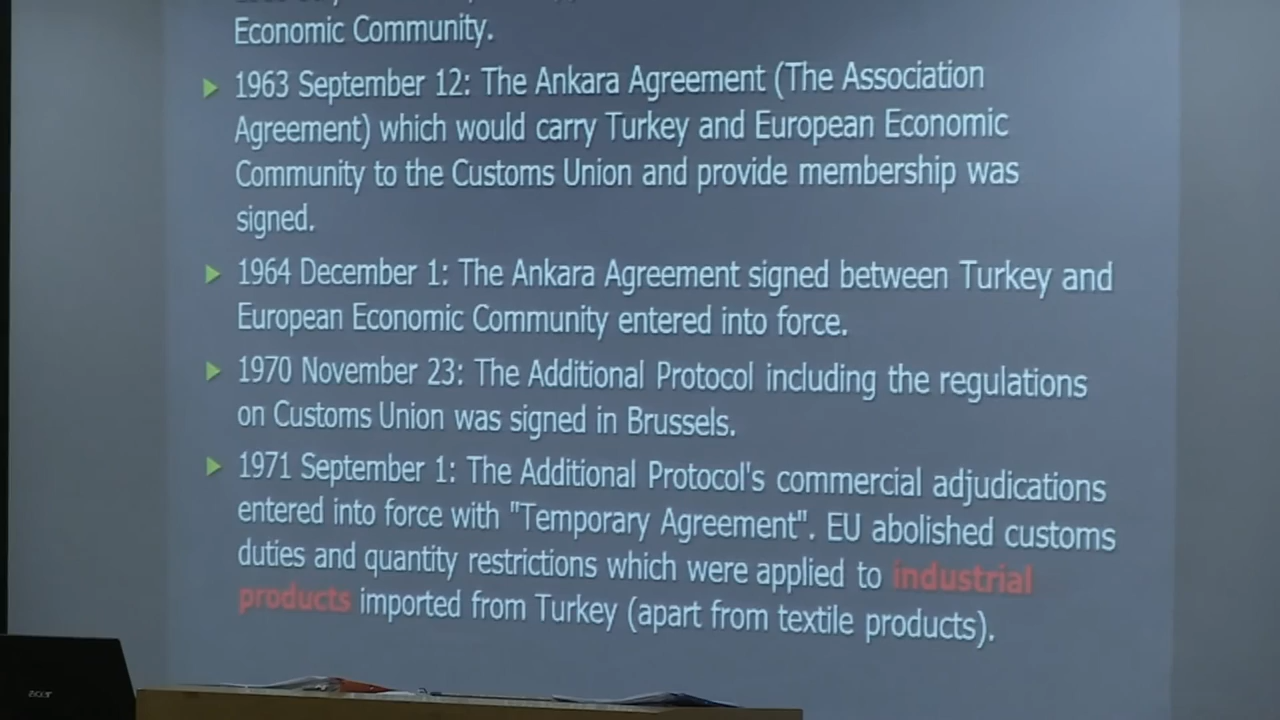 Economic Community.
1963 September 12: The Ankara Agreement (The Association
Agreement) which would carry Turkey and European Economic
Community to the Customs Union and provide membership was
signed.
1964 December 1: The Ankara Agreement signed between Turkey and
European Economic Community entered into force.
1970 November 23: The Additional Protocol including the regulations
on Customs Union was signed in Brussels.
1971 September 1: The Additional Protocol's commercial adjudications
entered into force with "Temporary Agreement". EU abolished customs
duties and quantity restrictions which were applied to industrial
products imported from Turkey (apart from textile products).
acer